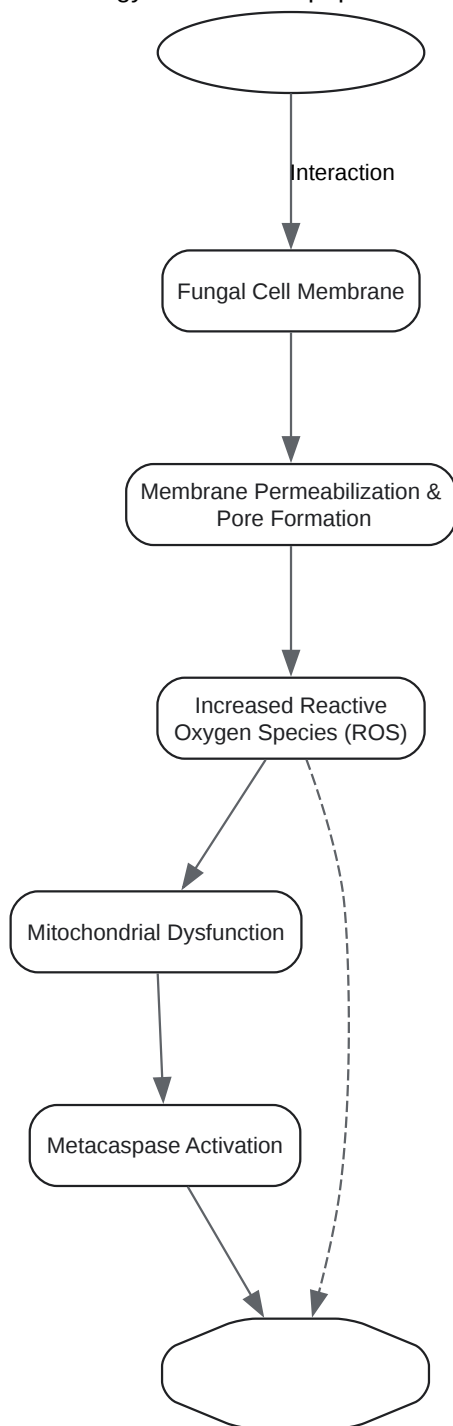 Interaction
Fungal Cell Membrane
Membrane Permeabilization &
Pore Formation
Increased Reactive
Oxygen Species (ROS)
Mitochondrial Dysfunction
Metacaspase Activation